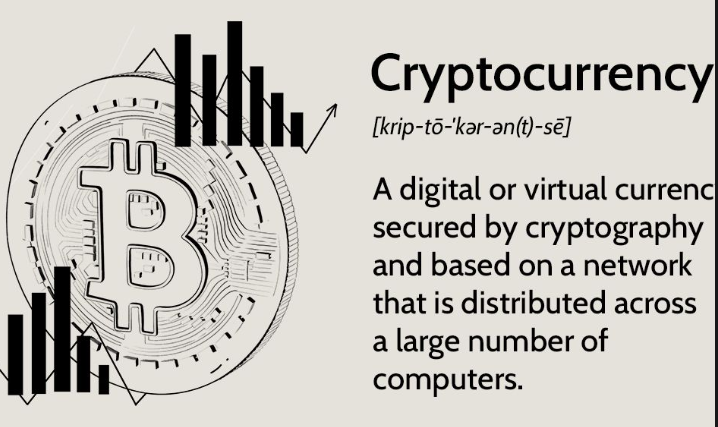 Cryptocurrency
[krip-tō-'kər-ən(t)-sē]
A digital or virtual currenc
secured by cryptography
and based on a network
that is distributed across
a large number of
computers.